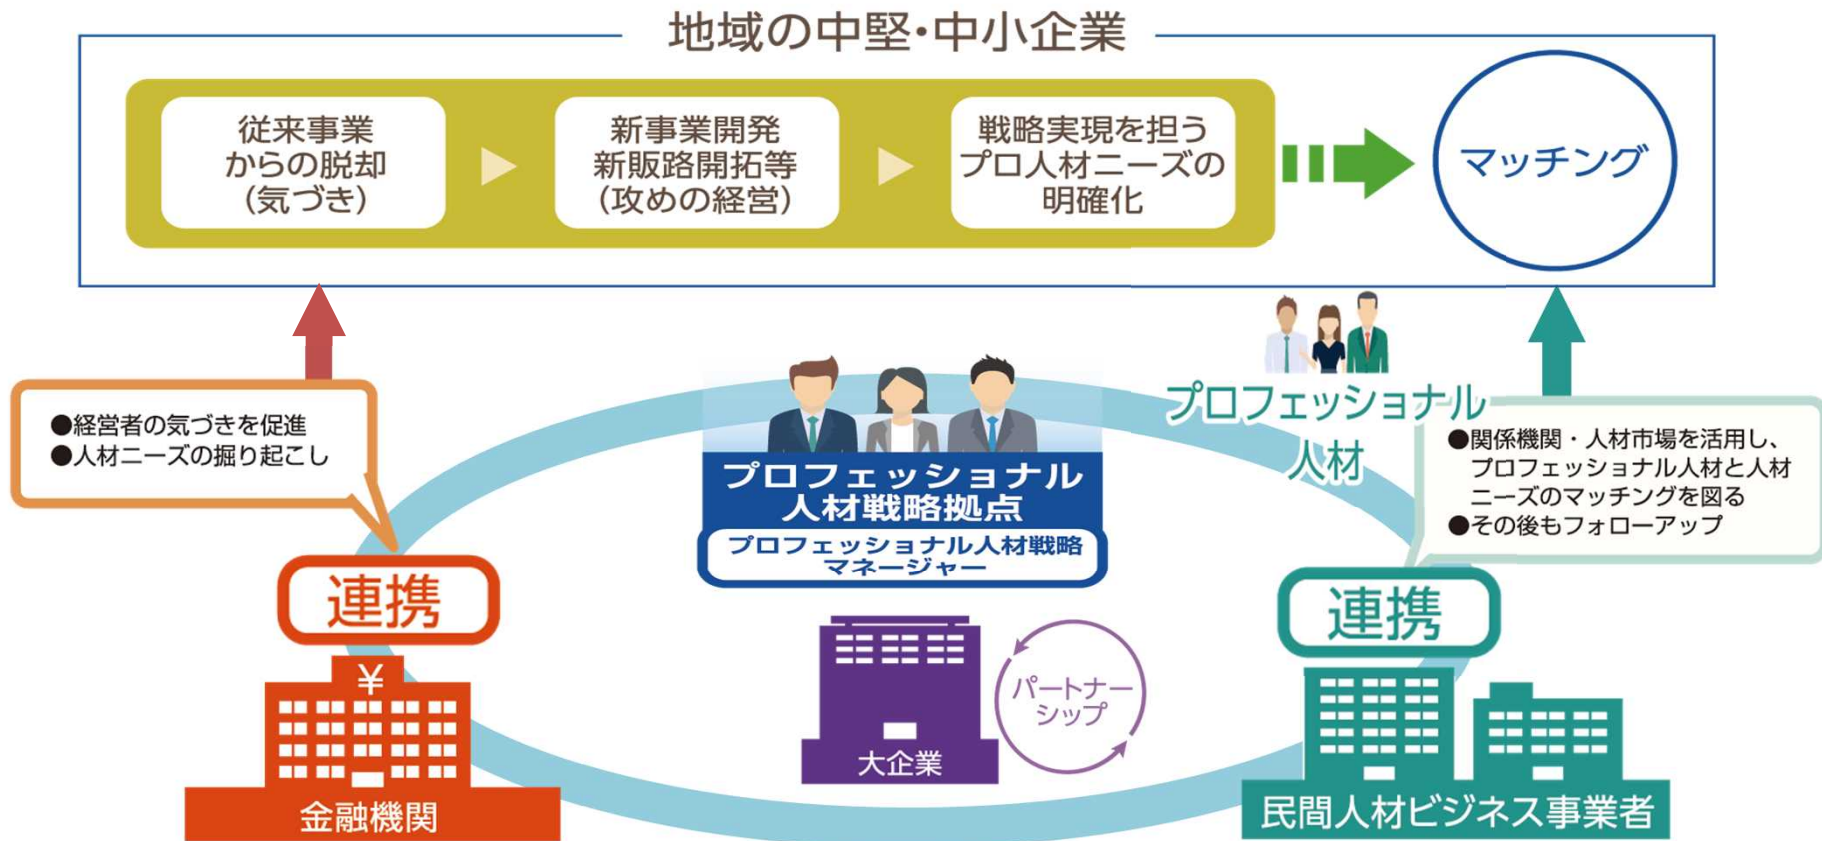 地域の中堅・中小企業
従来事業
からの脱却
（気づき）
新事業開発
新販路開拓等
（攻めの経営）
戦略実現を担う
プロ人材ニーズの
明確化
マッチング
●経営者の気づきを促進
●人材ニーズの掘り起こし
プロフェッショナル
人材戦略拠点
プロフェッショナル人材戦略
マネージャー
プロフェッショナル
人材
●関係機関・人材市場を活用し、
プロフェッショナル人材と人材
ニーズのマッチングを図る
●その後もフォローアップ
連携
¥
金融機関
大企業
パートナー
シップ
連携
民間人材ビジネス事業者